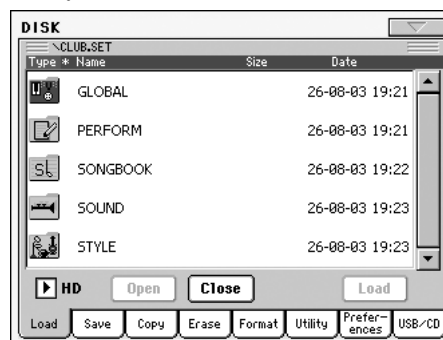 DISK
\CLUB.SET
Type * Name Size Date
GLOBAL 26-08-03 19:21
PERFORM 26-08-03 19:21
Sb SONGBOOK 26-08-03 19:22
SOUND 26-08-03 19:23
STYLE 26-08-03 19:23
HD Open Close Load
Load Save Copy Erase Format Utility Prefer-ences USB/CD